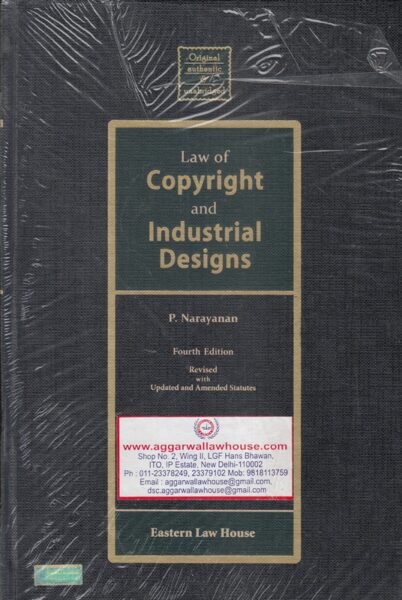 Original
authentic
&
unabridged
Law of
Copyright
and
Industrial
Designs
P. Narayanan
Fourth Edition
Revised
with
Updated and Amended Statutes
www.aggarwallawhouse.com
Shop No. 2, Wing II, LGF Hans Bhawan,
ITO, IP Estate, New Delhi-110002
Ph : 011-23378249, 23379102 Mob: 9818113759
Email : aggarwallawhouse@gmail.com,
dsc.aggarwallawhouse@gmail.com
Eastern Law House